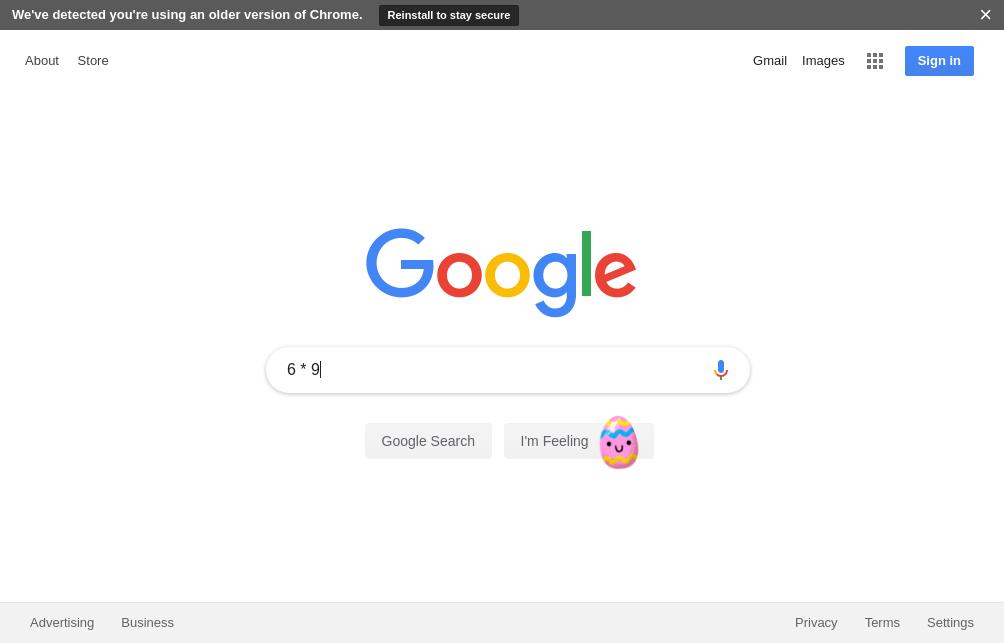 We've detected you're using an older version of Chrome. Reinstall to stay secure ×
About Store Gmail Images Sign in
Google
6 * 9
Google Search I'm Feeling
Advertising Business Privacy Terms Settings